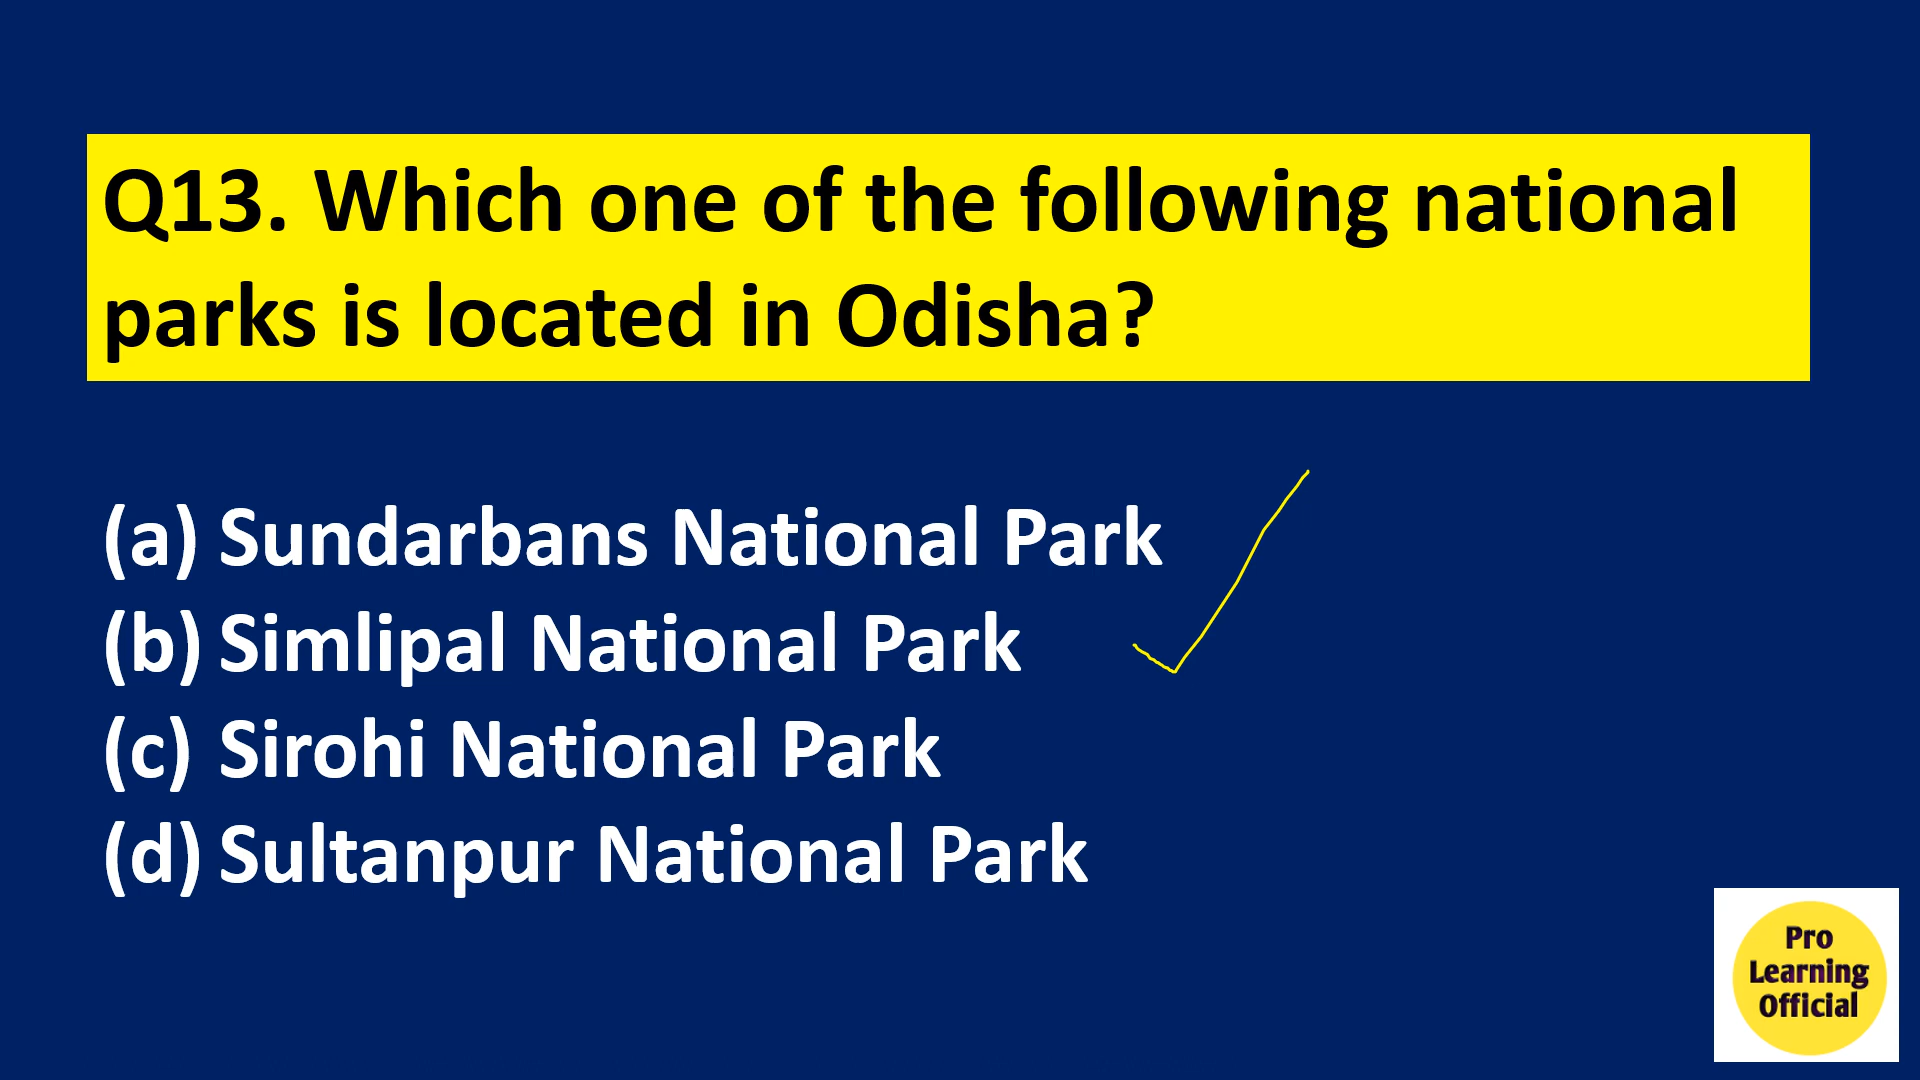 Q13. Which one of the following national
parks is located in Odisha?
(a) Sundarbans National Park
(b) Simlipal National Park
(c) Sirohi National Park
(d) Sultanpur National Park
Pro
Learning
Official